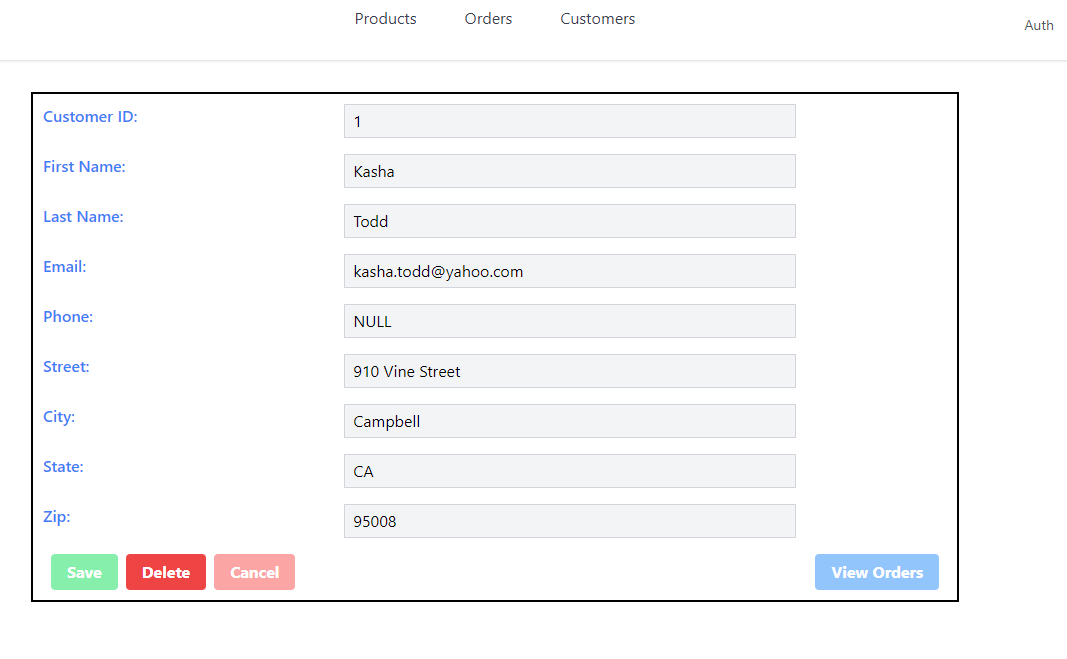 Products Orders Customers
Auth
Customer ID: 1
First Name: Kasha
Last Name: Todd
Email: kasha.todd@yahoo.com
Phone: NULL
Street: 910 Vine Street
City: Campbell
State: CA
Zip: 95008
Save Delete Cancel View Orders